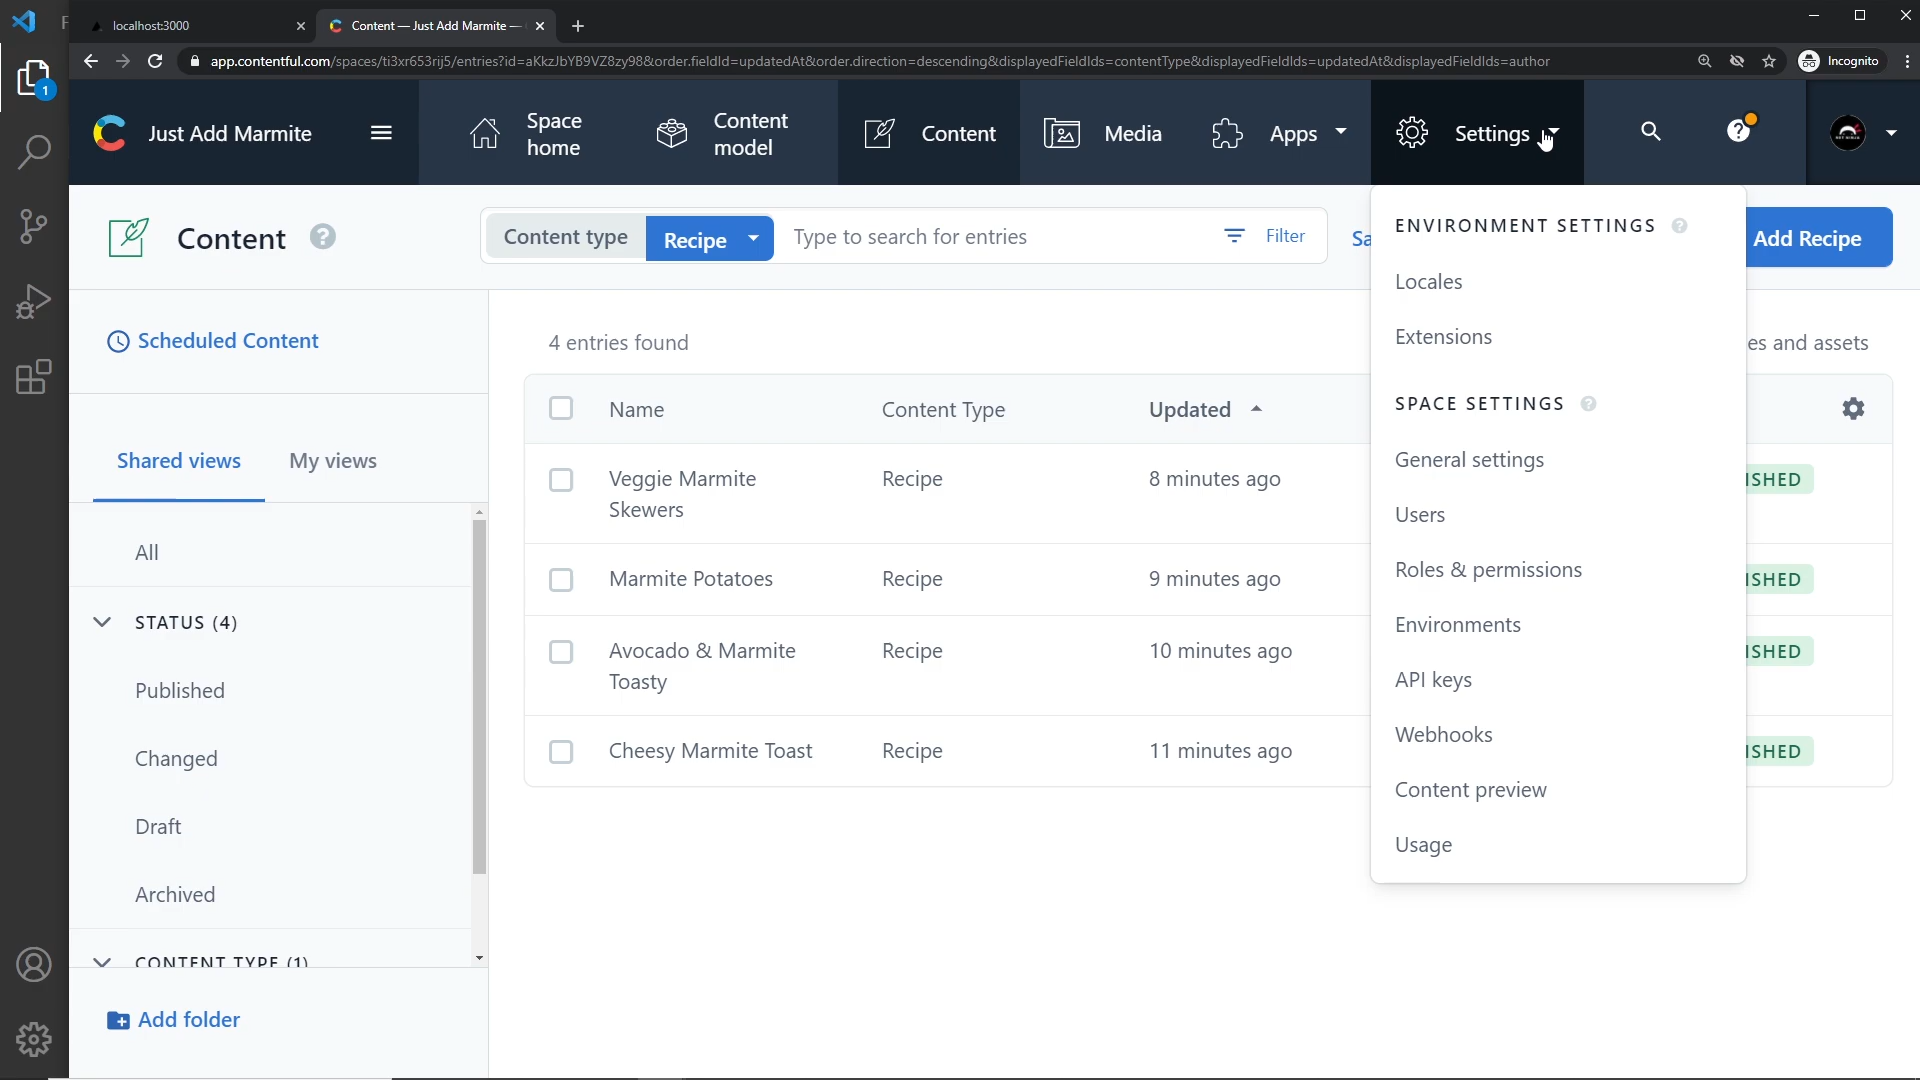 F
localhost:3000
Content — Just Add Marmite —
app.contentful.com/spaces/ti3xr653rij5/entries?id=aKkzJbYB9VZ8zy98&order.fieldId=updatedAt&order.direction=descending&displayedFieldIds=contentType&displayedFieldIds=updatedAt&displayedFieldIds=author
Incognito
1
Just Add Marmite
Space home
Content model
Content
Media
Apps
Settings
?
Content
?
Content type
Recipe
Type to search for entries
Filter
Sa
Add Recipe
ENVIRONMENT SETTINGS ?
Locales
Extensions
SPACE SETTINGS ?
General settings
Users
Roles & permissions
Environments
API keys
Webhooks
Content preview
Usage
Scheduled Content
Shared views
My views
All
STATUS (4)
Published
Changed
Draft
Archived
CONTENT TYPE (1)
Add folder
4 entries found
es and assets
Name
Content Type
Updated
Veggie Marmite Skewers
Recipe
8 minutes ago
ISHED
Marmite Potatoes
Recipe
9 minutes ago
ISHED
Avocado & Marmite Toasty
Recipe
10 minutes ago
ISHED
Cheesy Marmite Toast
Recipe
11 minutes ago
ISHED